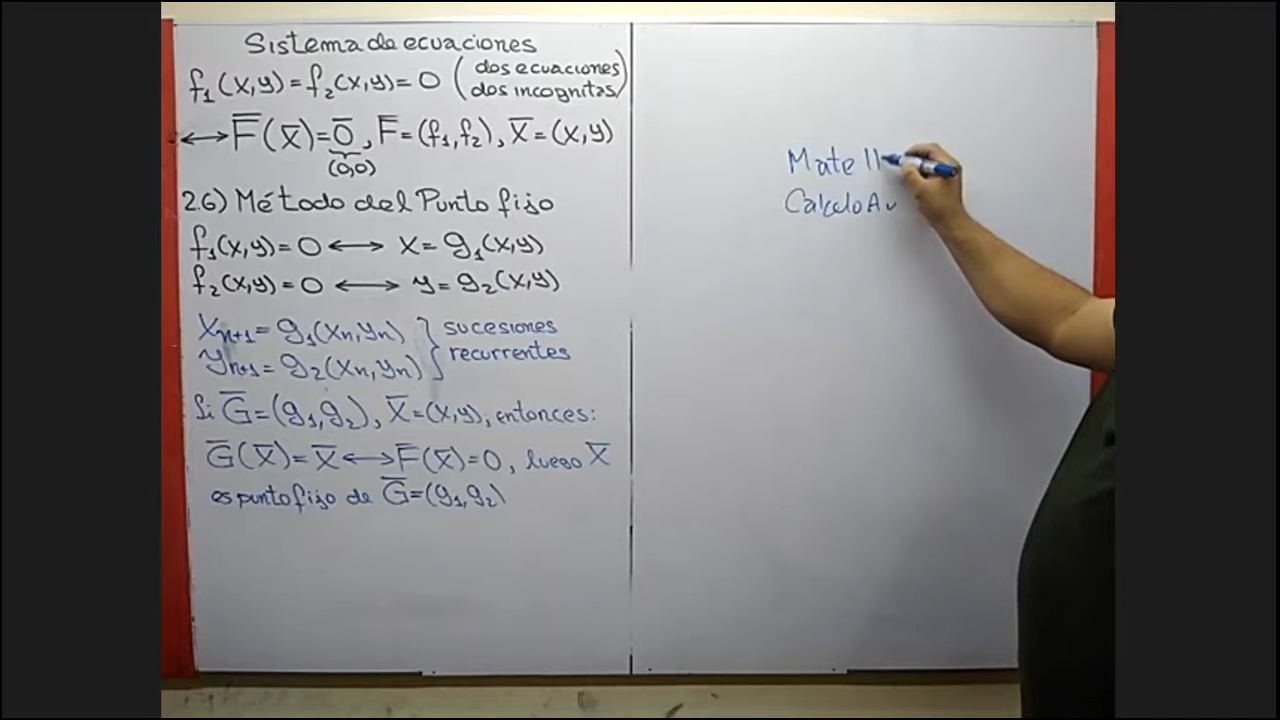 Sistema de ecuaciones
f₁(x,y)=f₂(x,y)=0 (dos ecuaciones
dos incognitas)
↔ F̅(X̅)=0̅, F̅=(f₁,f₂), X̅=(x,y)
(0,0)
26) Método del Punto fijo
f₁(x,y)=0 ↔ x=g₁(x,y)
f₂(x,y)=0 ↔ y=g₂(x,y)
xₙ₊₁=g₁(xₙ,yₙ) } sucesiones
yₙ₊₁=g₂(xₙ,yₙ) } recurrentes
Si G̅=(g₁,g₂), X̅=(x,y), entonces:
G̅(X̅)=X̅ ↔ F̅(X̅)=0, luego X̅
es punto fijo de G̅=(g₁,g₂)
Mate II
Calculo Av